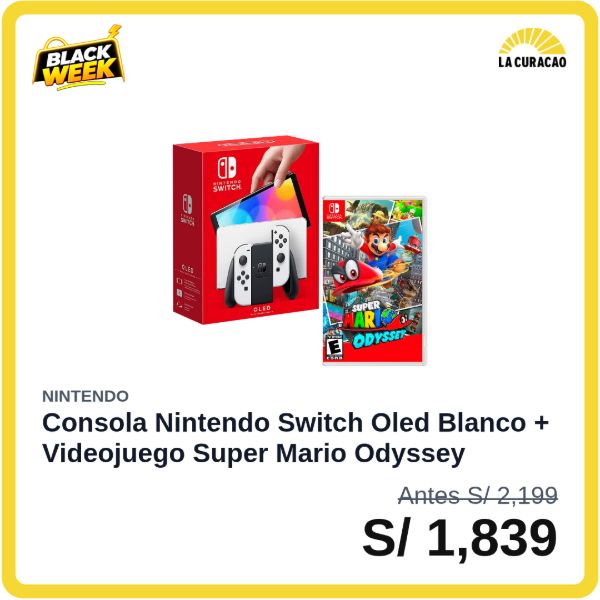 BLACK
WEEK
LA CURACAO
NINTENDO
SWITCH
OLED
SUPER
MARIO
ODYSSEY
E
NINTENDO
Consola Nintendo Switch Oled Blanco +
Videojuego Super Mario Odyssey
Antes S/ 2,199
S/ 1,839